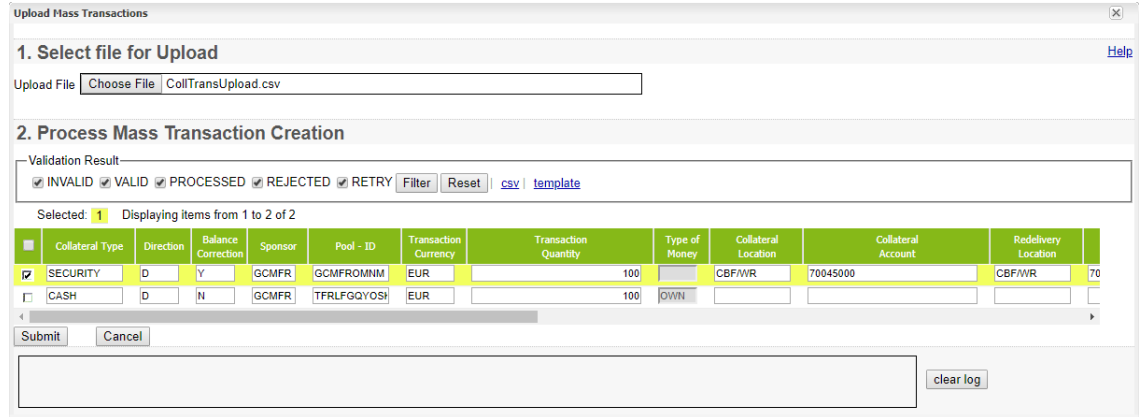 Upload Mass Transactions
1. Select file for Upload
Help
Upload File Choose File CollTransUpload.csv
2. Process Mass Transaction Creation
Validation Result
INVALID VALID PROCESSED REJECTED RETRY Filter Reset | csv | template
Selected: 1 Displaying items from 1 to 2 of 2
Collateral Type Direction Balance Correction Sponsor Pool - ID Transaction Currency Transaction Quantity Type of Money Collateral Location Collateral Account Redelivery Location
SECURITY D Y GCMFR GCMFROMNM EUR 100 CBF/WR 70045000 CBF/WR 70
CASH D N GCMFR TFRLFGQYOSH EUR 100 OWN
Submit Cancel
clear log